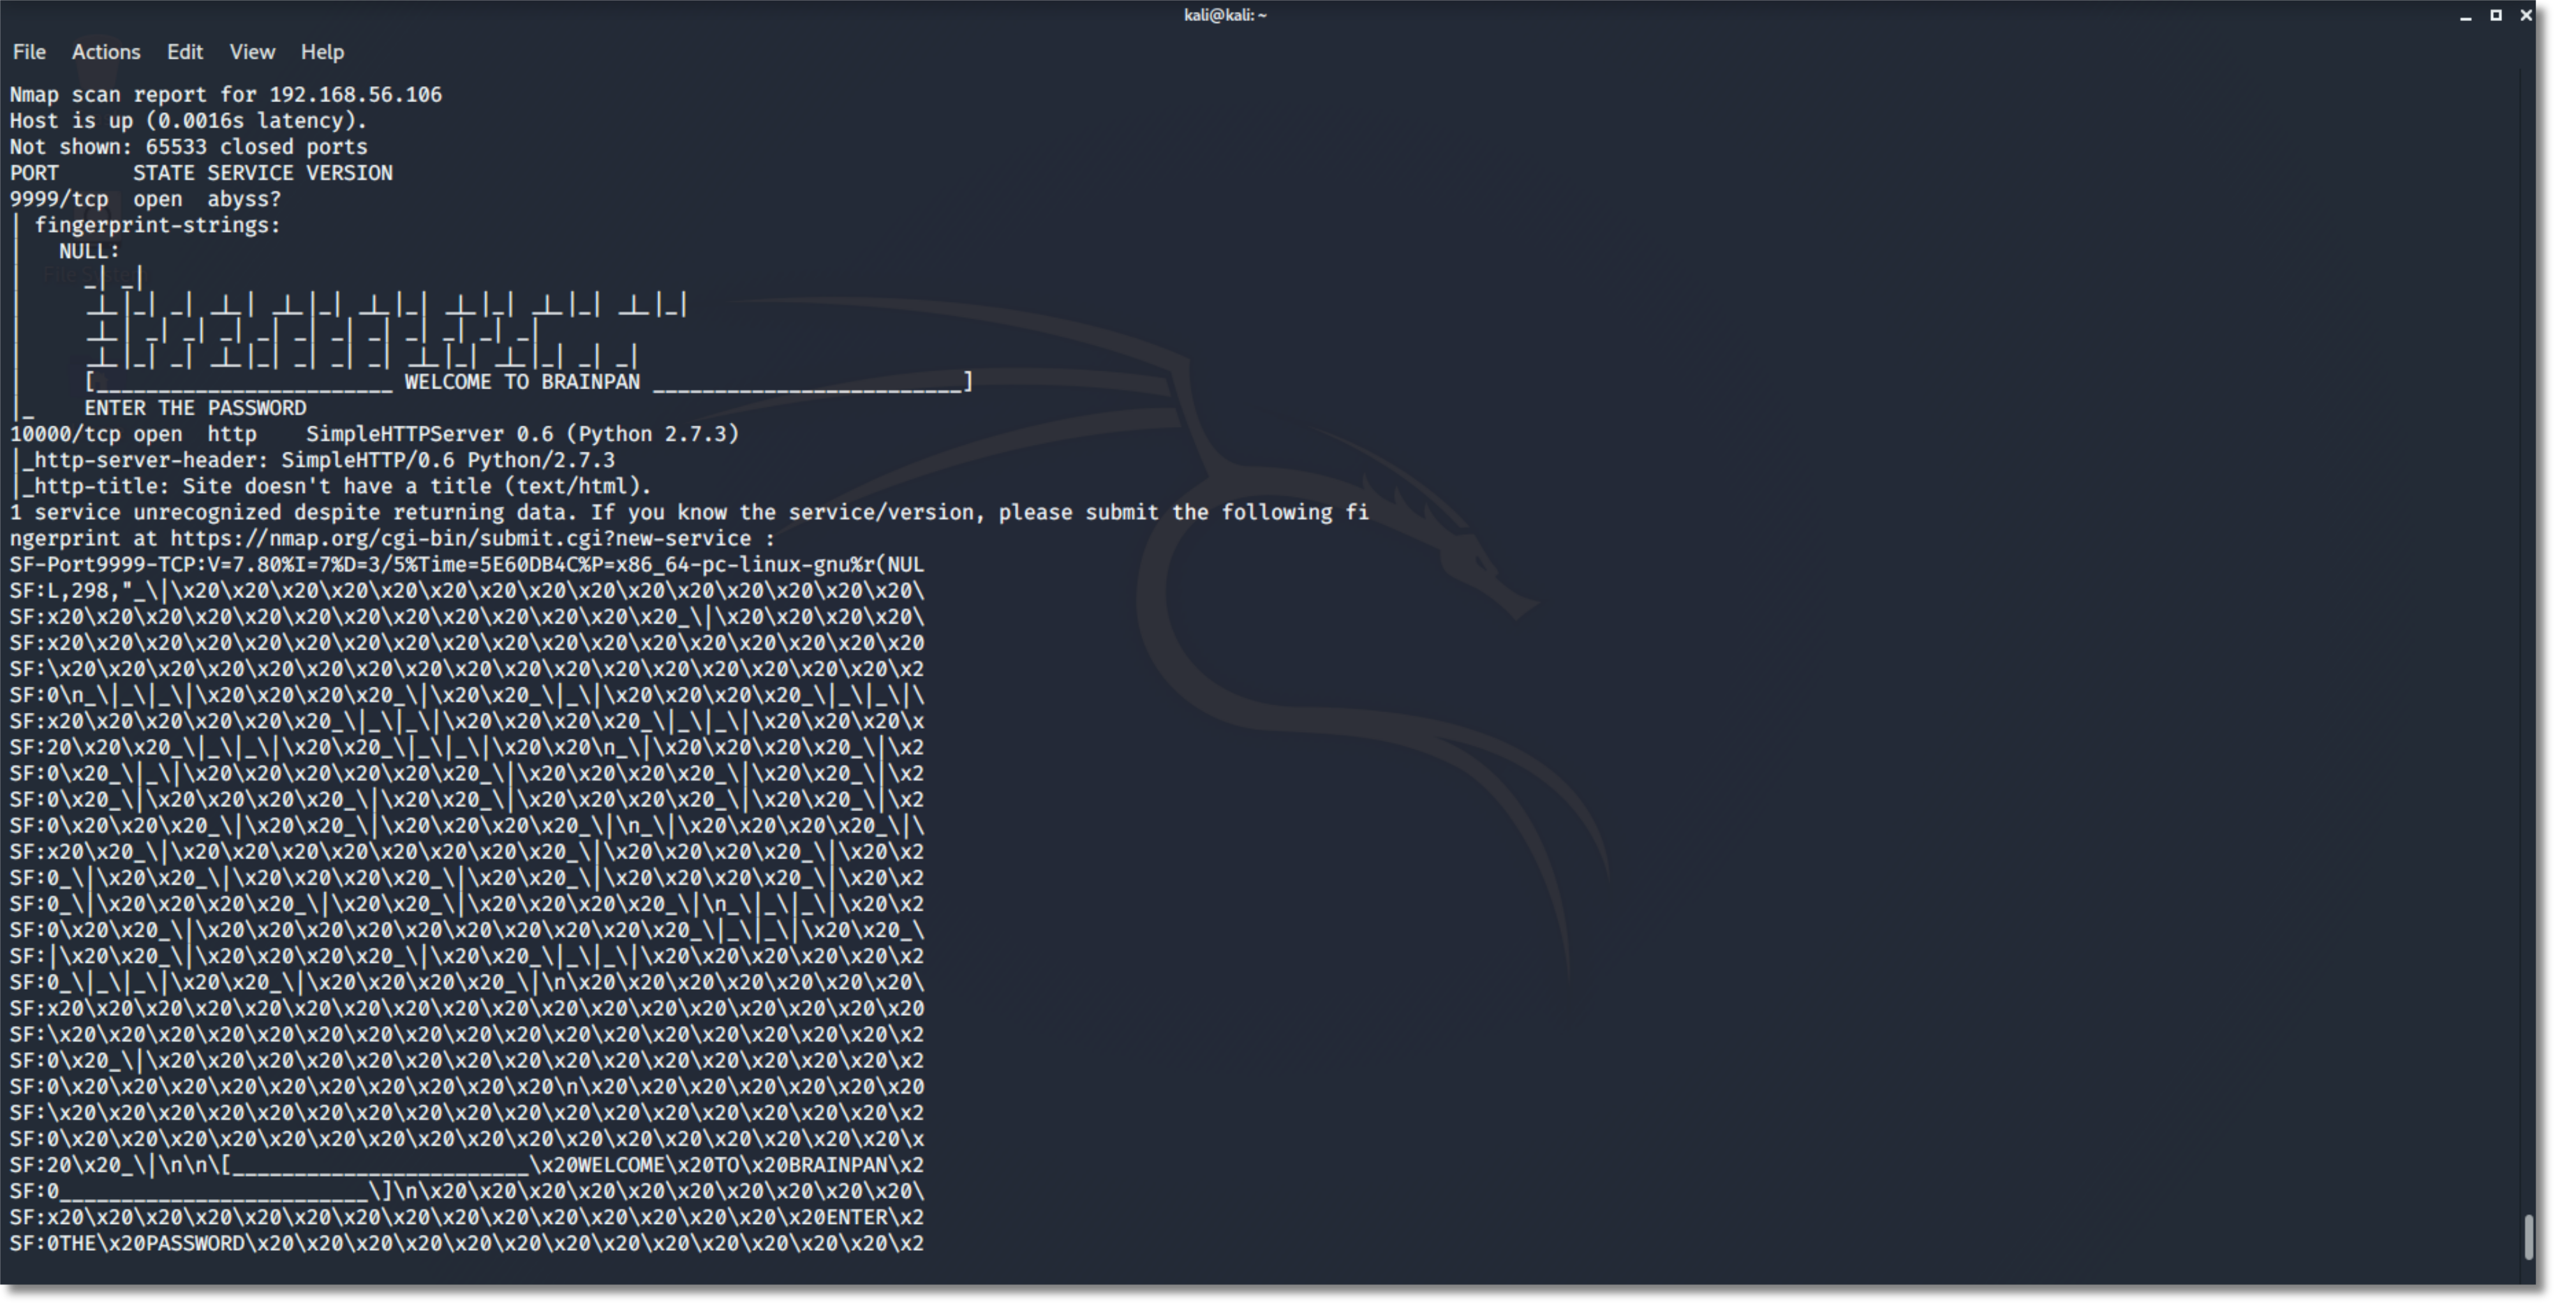 kali@kali: ~
File Actions Edit View Help
Nmap scan report for 192.168.56.106
Host is up (0.0016s latency).
Not shown: 65533 closed ports
PORT      STATE SERVICE VERSION
9999/tcp  open  abyss?
| fingerprint-strings:
|   NULL:
|     _| _|
|     _|_|_| _| _|_| _|_|_| _|_|_| _|_|_| _|_|_| _|_|_|
|     _|_| _| _| _| _| _| _| _| _| _| _| _|
|     _|_|_| _| _|_|_| _| _| _| _|_|_| _|_|_| _| _|
|     [________________________ WELCOME TO BRAINPAN _________________________]
|_    ENTER THE PASSWORD
10000/tcp open  http    SimpleHTTPServer 0.6 (Python 2.7.3)
|_http-server-header: SimpleHTTP/0.6 Python/2.7.3
|_http-title: Site doesn't have a title (text/html).
1 service unrecognized despite returning data. If you know the service/version, please submit the following fi
ngerprint at https://nmap.org/cgi-bin/submit.cgi?new-service :
SF-Port9999-TCP:V=7.80%I=7%D=3/5%Time=5E60DB4C%P=x86_64-pc-linux-gnu%r(NUL
SF:L,298,"_\|\x20\x20\x20\x20\x20\x20\x20\x20\x20\x20\x20\x20\x20\x20\x20\
SF:x20\x20\x20\x20\x20\x20\x20\x20\x20\x20\x20\x20\x20_\|\x20\x20\x20\x20\
SF:x20\x20\x20\x20\x20\x20\x20\x20\x20\x20\x20\x20\x20\x20\x20\x20\x20\x20
SF:\x20\x20\x20\x20\x20\x20\x20\x20\x20\x20\x20\x20\x20\x20\x20\x20\x20\x2
SF:0\n_\|_\|_\|\x20\x20\x20\x20_\|\x20\x20_\|_\|\x20\x20\x20\x20_\|_\|_\|\
SF:x20\x20\x20\x20\x20\x20_\|_\|_\|\x20\x20\x20\x20_\|_\|_\|\x20\x20\x20\x
SF:20\x20\x20_\|_\|_\|\x20\x20_\|_\|_\|\x20\x20\n_\|\x20\x20\x20\x20_\|\x2
SF:0\x20_\|_\|\x20\x20\x20\x20\x20\x20_\|\x20\x20\x20\x20_\|\x20\x20_\|\x2
SF:0\x20_\|\x20\x20\x20\x20_\|\x20\x20_\|\x20\x20\x20\x20_\|\x20\x20_\|\x2
SF:0\x20\x20\x20_\|\x20\x20_\|\x20\x20\x20\x20_\|\n_\|\x20\x20\x20\x20_\|\
SF:x20\x20_\|\x20\x20\x20\x20\x20\x20\x20\x20_\|\x20\x20\x20\x20_\|\x20\x2
SF:0_\|\x20\x20_\|\x20\x20\x20\x20_\|\x20\x20_\|\x20\x20\x20\x20_\|\x20\x2
SF:0_\|\x20\x20\x20\x20_\|\x20\x20_\|\x20\x20\x20\x20_\|\n_\|_\|_\|\x20\x2
SF:0\x20\x20_\|\x20\x20\x20\x20\x20\x20\x20\x20\x20\x20_\|_\|_\|\x20\x20_\
SF:|\x20\x20_\|\x20\x20\x20\x20_\|\x20\x20_\|_\|_\|\x20\x20\x20\x20\x20\x2
SF:0_\|_\|_\|\x20\x20_\|\x20\x20\x20\x20_\|\n\x20\x20\x20\x20\x20\x20\x20\
SF:x20\x20\x20\x20\x20\x20\x20\x20\x20\x20\x20\x20\x20\x20\x20\x20\x20\x20
SF:\x20\x20\x20\x20\x20\x20\x20\x20\x20\x20\x20\x20\x20\x20\x20\x20\x20\x2
SF:0\x20_\|\x20\x20\x20\x20\x20\x20\x20\x20\x20\x20\x20\x20\x20\x20\x20\x2
SF:0\x20\x20\x20\x20\x20\x20\x20\x20\x20\x20\x20\n\x20\x20\x20\x20\x20\x20
SF:\x20\x20\x20\x20\x20\x20\x20\x20\x20\x20\x20\x20\x20\x20\x20\x20\x20\x2
SF:0\x20\x20\x20\x20\x20\x20\x20\x20\x20\x20\x20\x20\x20\x20\x20\x20\x20\x
SF:20\x20_\|\n\n\[________________________\x20WELCOME\x20TO\x20BRAINPAN\x2
SF:0_________________________\]\n\x20\x20\x20\x20\x20\x20\x20\x20\x20\x20\
SF:x20\x20\x20\x20\x20\x20\x20\x20\x20\x20\x20\x20\x20\x20\x20\x20ENTER\x2
SF:0THE\x20PASSWORD\x20\x20\x20\x20\x20\x20\x20\x20\x20\x20\x20\x20\x20\x2